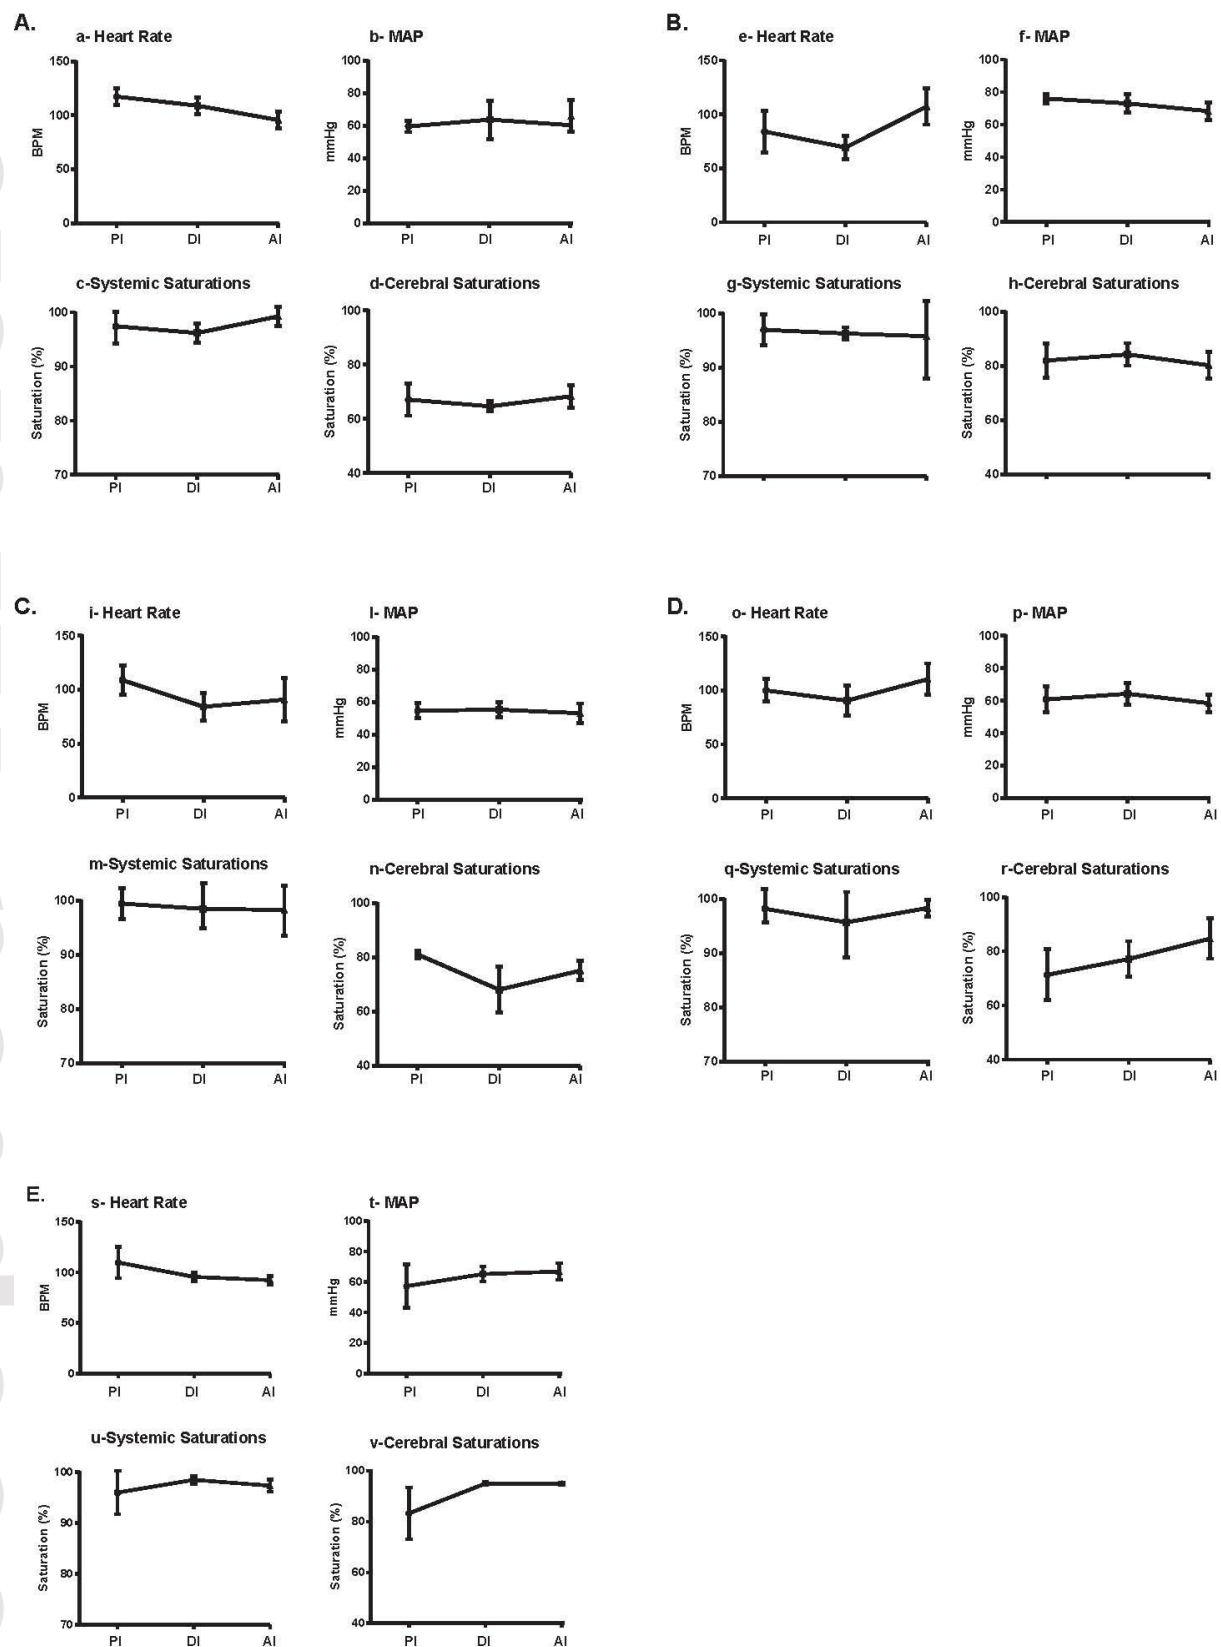 A.
a- Heart Rate
150
100
50
0
BPM
PI DI AI
b- MAP
100
80
60
40
20
0
mmHg
PI DI AI
c-Systemic Saturations
100
90
80
70
Saturation (%)
PI DI AI
d-Cerebral Saturations
100
80
60
40
Saturation (%)
PI DI AI
B.
e- Heart Rate
150
100
50
0
BPM
PI DI AI
f- MAP
100
80
60
40
20
0
mmHg
PI DI AI
g-Systemic Saturations
100
90
80
70
Saturation (%)
h-Cerebral Saturations
100
80
60
40
Saturation (%)
C.
i- Heart Rate
150
100
50
0
BPM
PI DI AI
l- MAP
100
80
60
40
20
0
mmHg
PI DI AI
m-Systemic Saturations
100
90
80
70
Saturation (%)
PI DI AI
n-Cerebral Saturations
100
80
60
40
Saturation (%)
PI DI AI
D.
o- Heart Rate
150
100
50
0
BPM
PI DI AI
p- MAP
100
80
60
40
20
0
mmHg
PI DI AI
q-Systemic Saturations
100
90
80
70
Saturation (%)
PI DI AI
r-Cerebral Saturations
100
80
60
40
Saturation (%)
PI DI AI
E.
s- Heart Rate
150
100
50
0
BPM
PI DI AI
t- MAP
100
80
60
40
20
0
mmHg
PI DI AI
u-Systemic Saturations
100
90
80
70
Saturation (%)
PI DI AI
v-Cerebral Saturations
100
80
60
40
Saturation (%)
PI DI AI